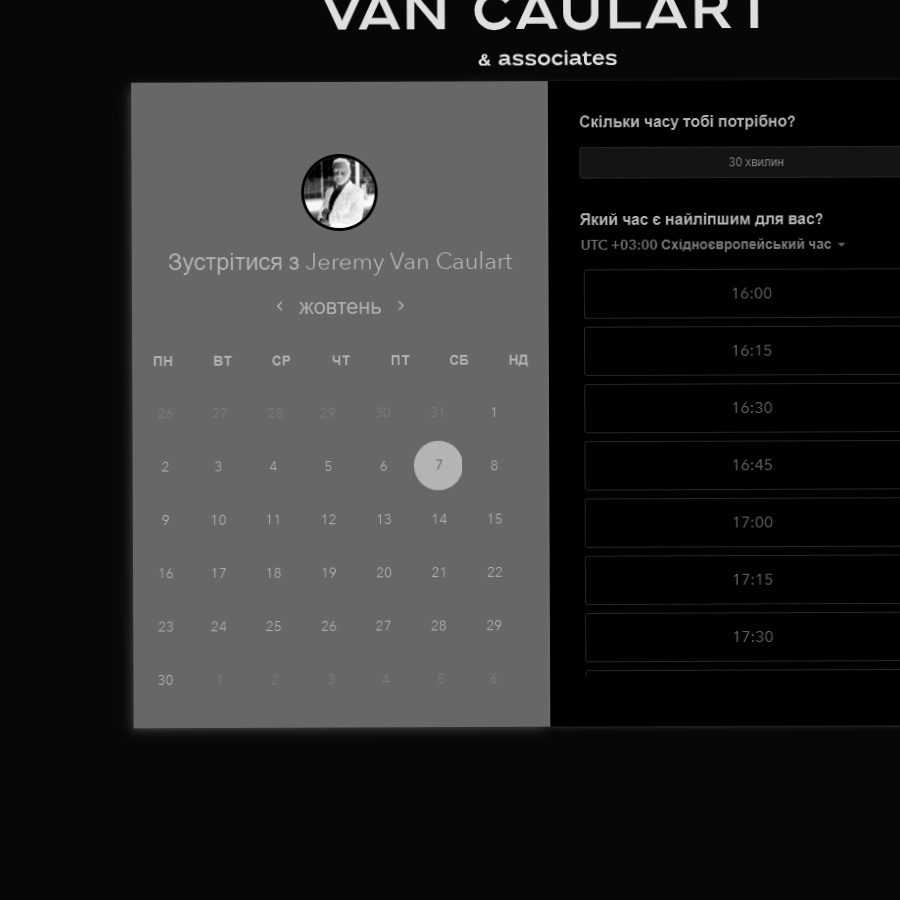 VAN CAULART
& associates
Зустрітися з Jeremy Van Caulart
жовтень
ПН ВТ СР ЧТ ПТ СБ НД
26 27 28 29 30 31 1
2 3 4 5 6 7 8
9 10 11 12 13 14 15
16 17 18 19 20 21 22
23 24 25 26 27 28 29
30 1 2 3 4 5 6
Скільки часу тобі потрібно?
30 хвилин
Який час є найліпшим для вас?
UTC +03:00 Східноєвропейський час
16:00
16:15
16:30
16:45
17:00
17:15
17:30